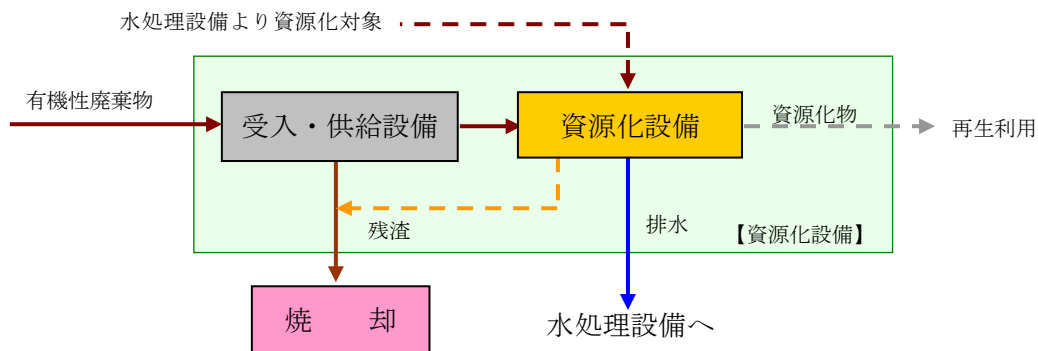 水処理設備より資源化対象
有機性廃棄物
受入・供給設備
資源化設備
資源化物
再生利用
残渣
排水
【資源化設備】
焼　却
水処理設備へ